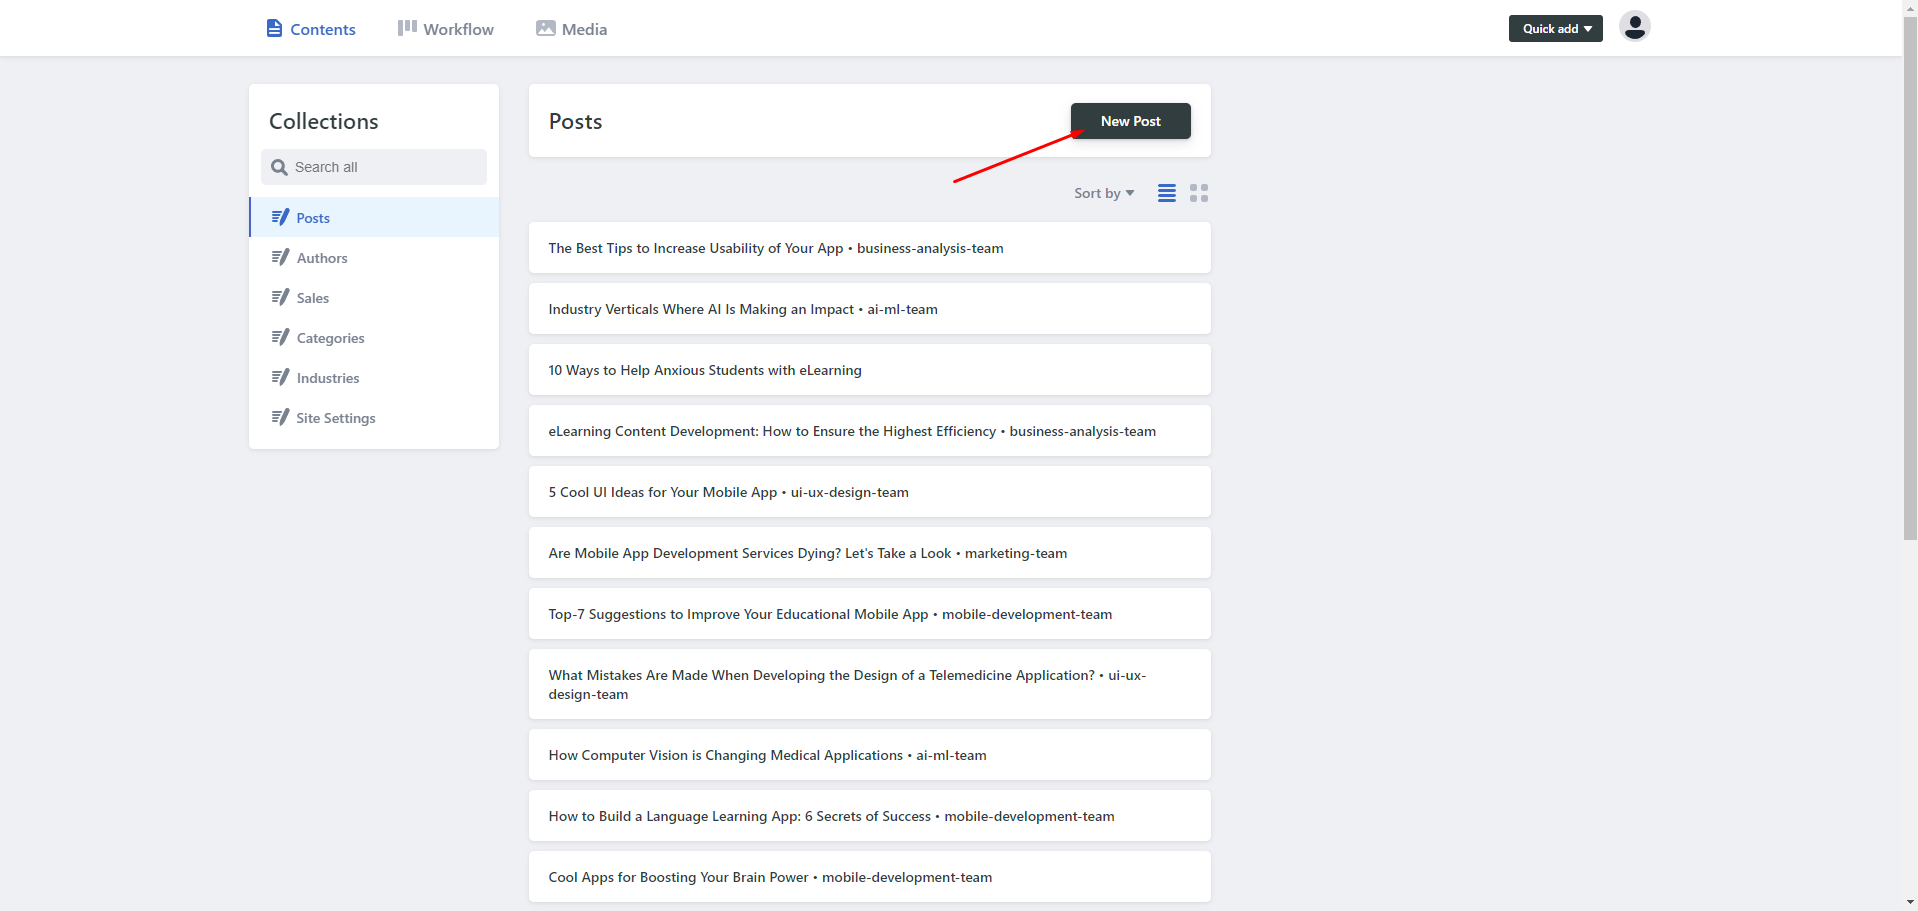 Contents
Workflow
Media
Quick add
Collections
Search all
Posts
Authors
Sales
Categories
Industries
Site Settings
Posts
New Post
Sort by
The Best Tips to Increase Usability of Your App • business-analysis-team
Industry Verticals Where AI Is Making an Impact • ai-ml-team
10 Ways to Help Anxious Students with eLearning
eLearning Content Development: How to Ensure the Highest Efficiency • business-analysis-team
5 Cool UI Ideas for Your Mobile App • ui-ux-design-team
Are Mobile App Development Services Dying? Let's Take a Look • marketing-team
Top-7 Suggestions to Improve Your Educational Mobile App • mobile-development-team
What Mistakes Are Made When Developing the Design of a Telemedicine Application? • ui-ux-
design-team
How Computer Vision is Changing Medical Applications • ai-ml-team
How to Build a Language Learning App: 6 Secrets of Success • mobile-development-team
Cool Apps for Boosting Your Brain Power • mobile-development-team